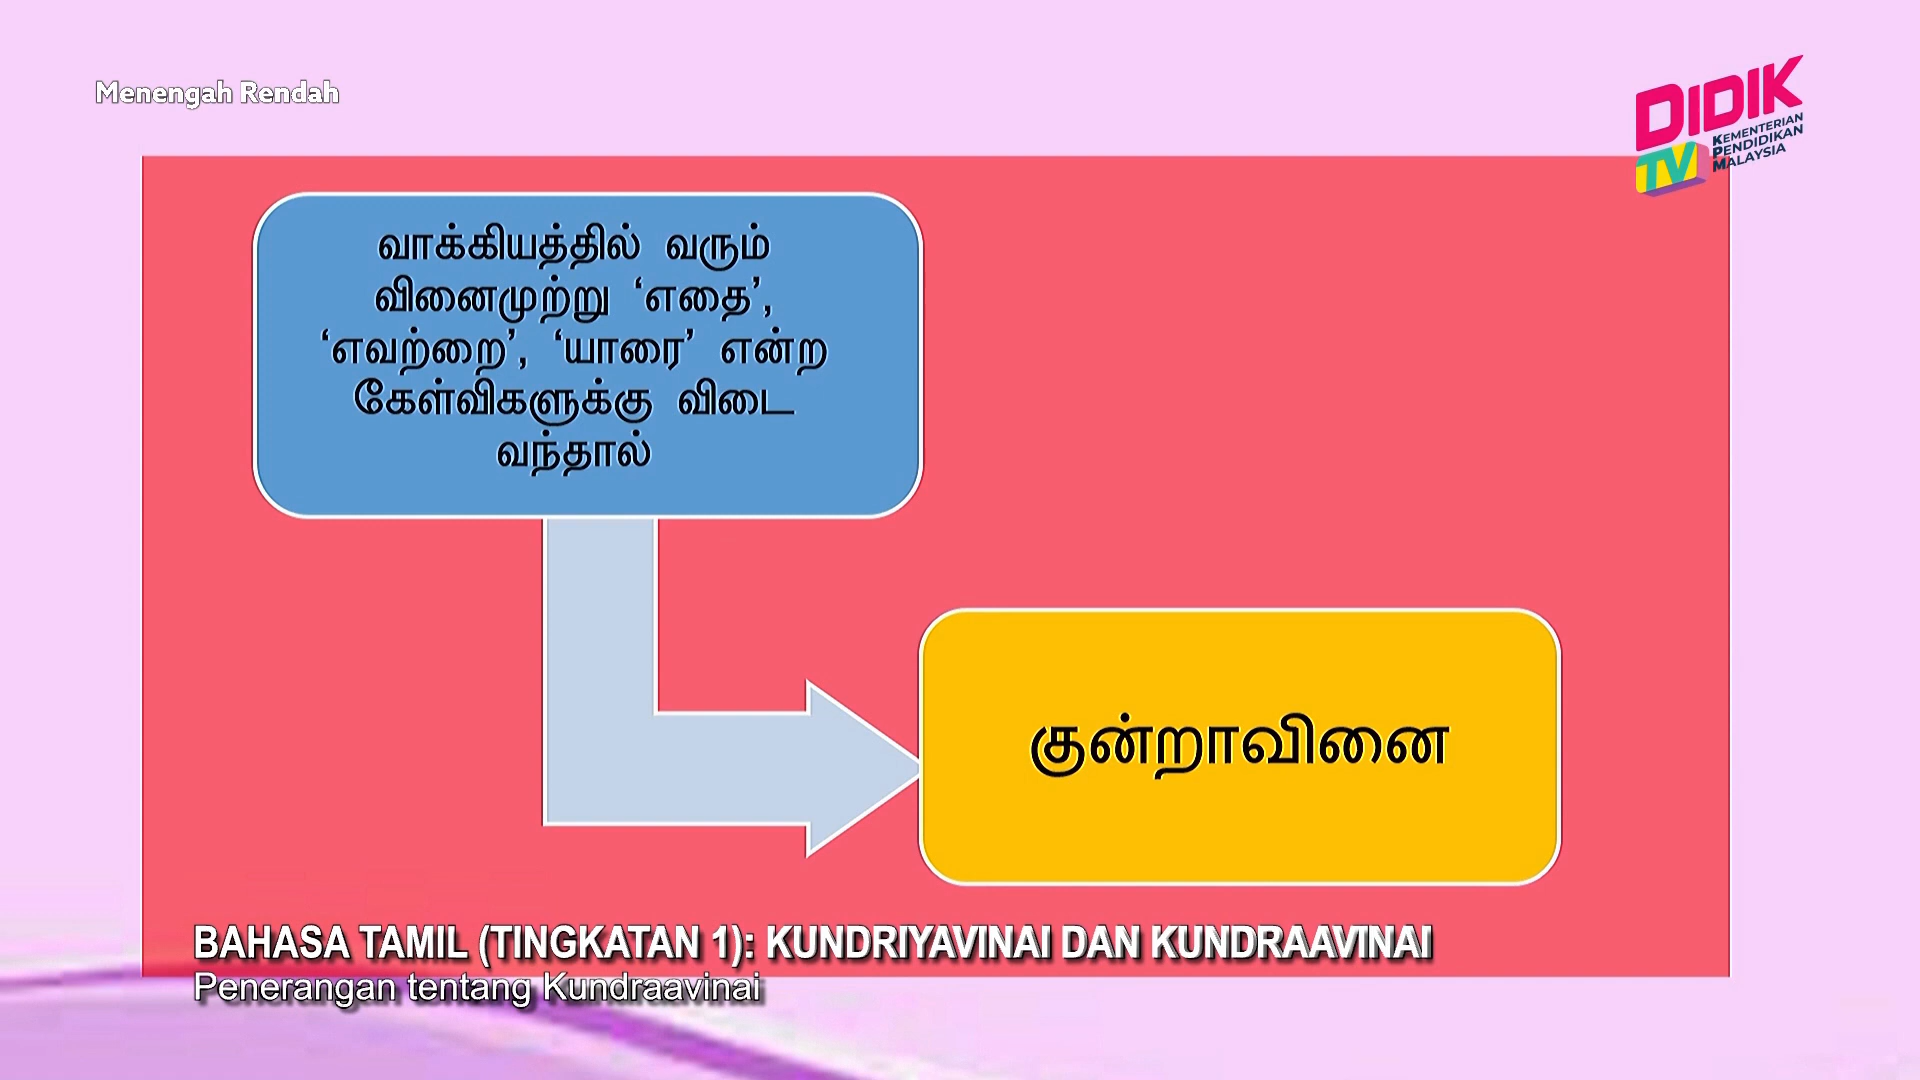 Menengah Rendah
DIDIK
TV
KEMENTERIAN
PENDIDIKAN
MALAYSIA
வாக்கியத்தில் வரும்
வினைமுற்று ‘எதை’,
‘எவற்றை’, ‘யாரை’ என்ற
கேள்விகளுக்கு விடை
வந்தால்
குன்றாவினை
BAHASA TAMIL (TINGKATAN 1): KUNDRIYAVINAI DAN KUNDRAAVINAI
Penerangan tentang Kundraavinai